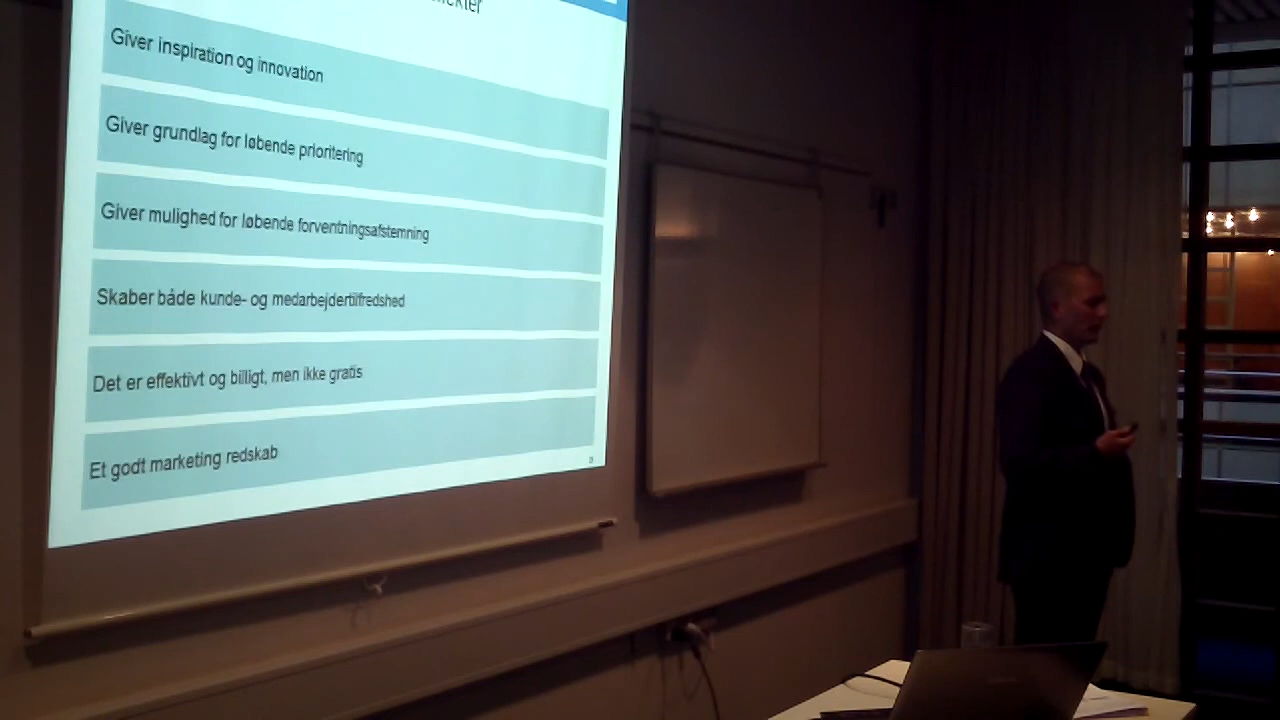 Giver inspiration og innovation
Giver grundlag for løbende prioritering
Giver mulighed for løbende forventningsafstemning
Skaber både kunde- og medarbejdertilfredshed
Det er effektivt og billigt, men ikke gratis
Et godt marketing redskab